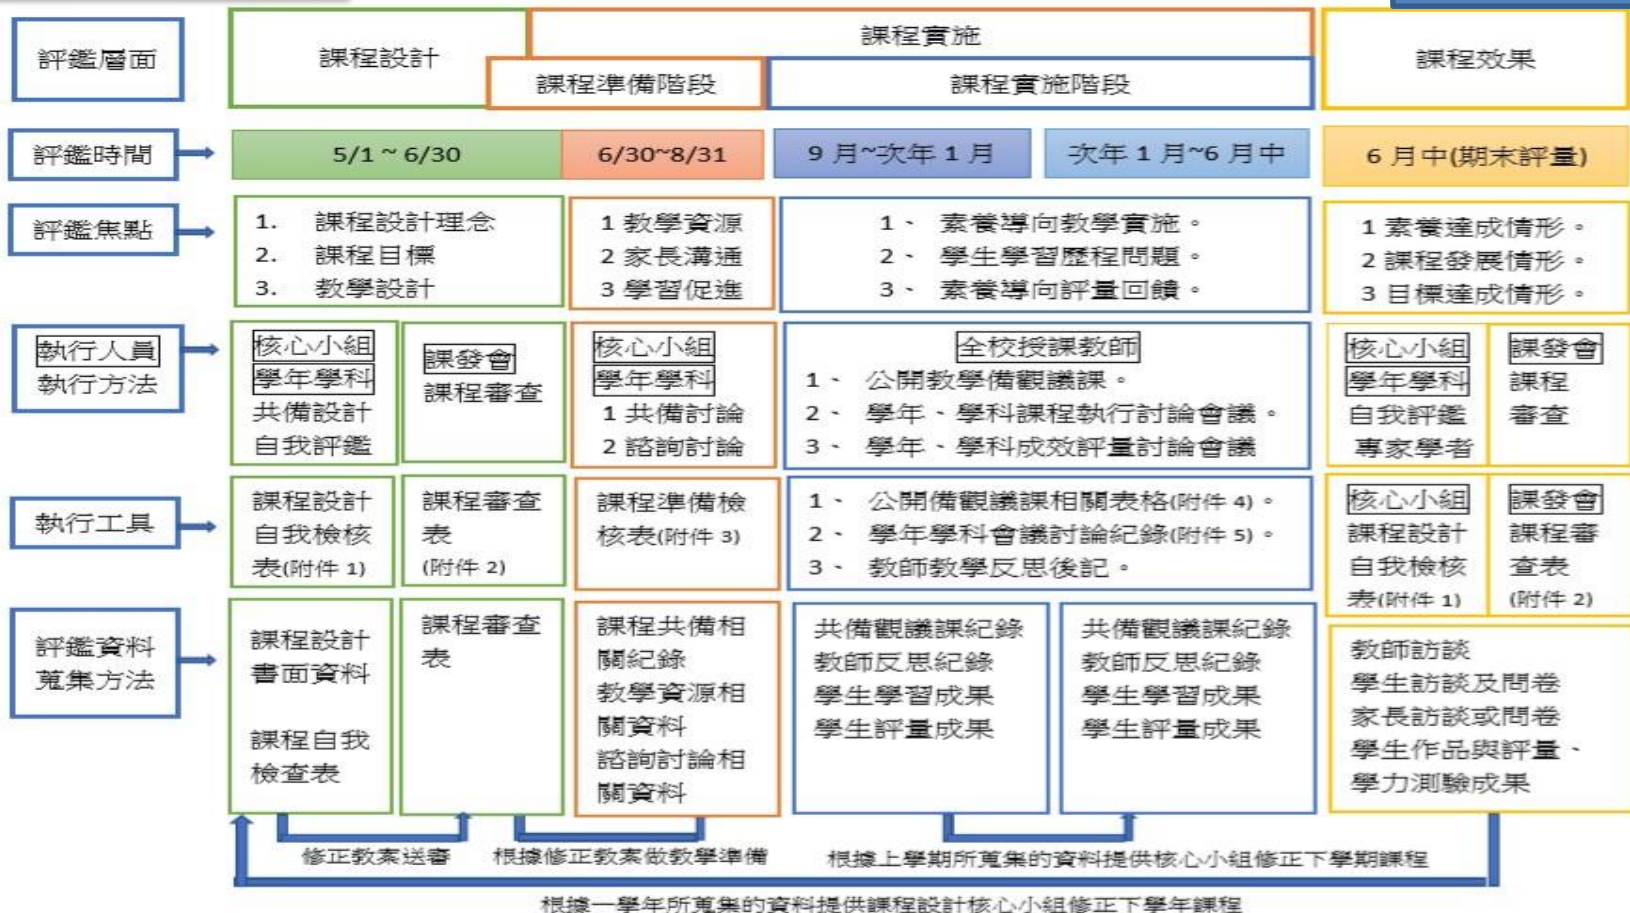 評鑑層面
課程設計
課程實施
課程準備階段
課程實施階段
課程效果
評鑑時間
5/1 ~ 6/30
6/30~8/31
9 月~次年 1 月
次年 1 月~6 月中
6 月中(期末評量)
評鑑焦點
1. 課程設計理念
2. 課程目標
3. 教學設計
1 教學資源
2 家長溝通
3 學習促進
1、 素養導向教學實施。
2、 學生學習歷程問題。
3、 素養導向評量回饋。
1 素養達成情形。
2 課程發展情形。
3 目標達成情形。
執行人員
執行方法
核心小組
學年學科
共備設計
自我評鑑
課發會
課程審查
核心小組
學年學科
1 共備討論
2 諮詢討論
全校授課教師
1、 公開教學備觀議課。
2、 學年、學科課程執行討論會議。
3、 學年、學科成效評量討論會議
核心小組
學年學科
自我評鑑
專家學者
課發會
課程
審查
執行工具
課程設計
自我檢核
表(附件 1)
課程審查
表
(附件 2)
課程準備檢
核表(附件 3)
1、 公開備觀議課相關表格(附件 4)。
2、 學年學科會議討論紀錄(附件 5)。
3、 教師教學反思後記。
核心小組
課程設計
自我檢核
表(附件 1)
課發會
課程審
查表
(附件 2)
評鑑資料
蒐集方法
課程設計
書面資料
課程自我
檢查表
課程審查
表
課程共備相
關紀錄
教學資源相
關資料
諮詢討論相
關資料
共備觀議課紀錄
教師反思紀錄
學生學習成果
學生評量成果
共備觀議課紀錄
教師反思紀錄
學生學習成果
學生評量成果
教師訪談
學生訪談及問卷
家長訪談或問卷
學生作品與評量、
學力測驗成果
修正教案送審
根據修正教案做教學準備
根據上學期所蒐集的資料提供核心小組修正下學期課程
根據一學年所蒐集的資料提供課程設計核心小組修正下學年課程